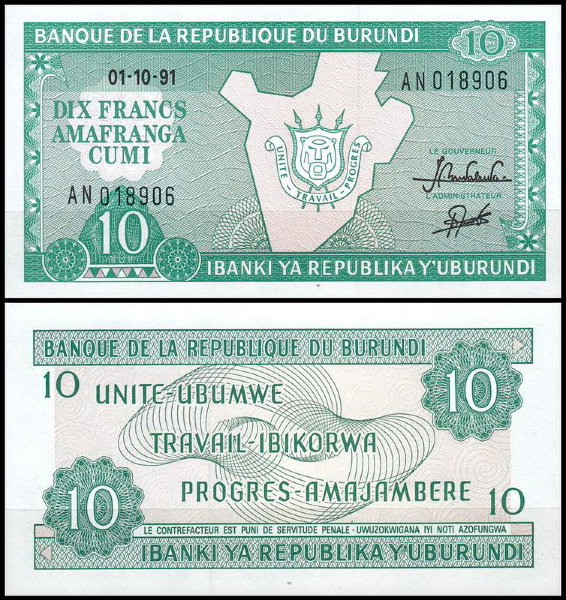 BANQUE DE LA REPUBLIQUE DU BURUNDI
10
01-10-91
AN 018906
DIX FRANCS
AMAFRANGA
CUMI
UNITE - TRAVAIL - PROGRES
LE GOUVERNEUR
L'ADMINISTRATEUR
AN 018906
10
IBANKI YA REPUBLIKA Y'UBURUNDI
BANQUE DE LA REPUBLIQUE DU BURUNDI
10
10
UNITE-UBUMWE
TRAVAIL-IBIKORWA
PROGRES-AMAJAMBERE
10
10
LE CONTREFACTEUR EST PUNI DE SERVITUDE PENALE - UWUZOKWIGANA IYI NOTI AZOFUNGWA
IBANKI YA REPUBLIKA Y'UBURUNDI